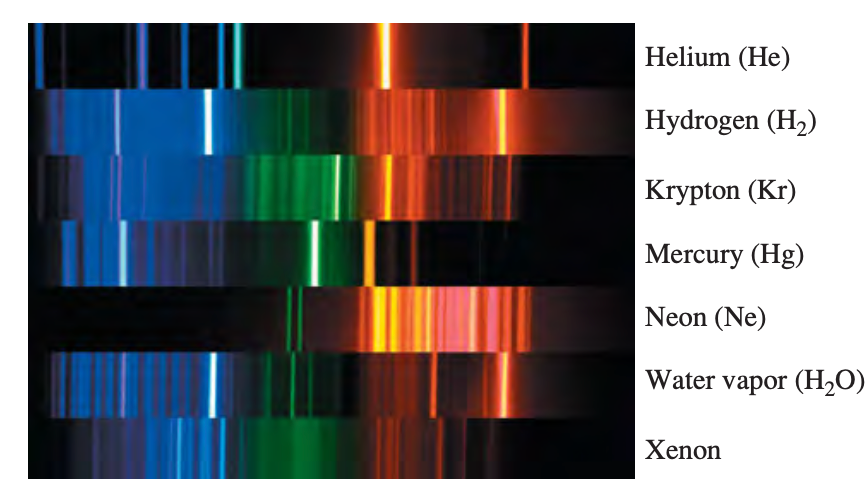 Helium (He)
Hydrogen (H₂)
Krypton (Kr)
Mercury (Hg)
Neon (Ne)
Water vapor (H₂O)
Xenon